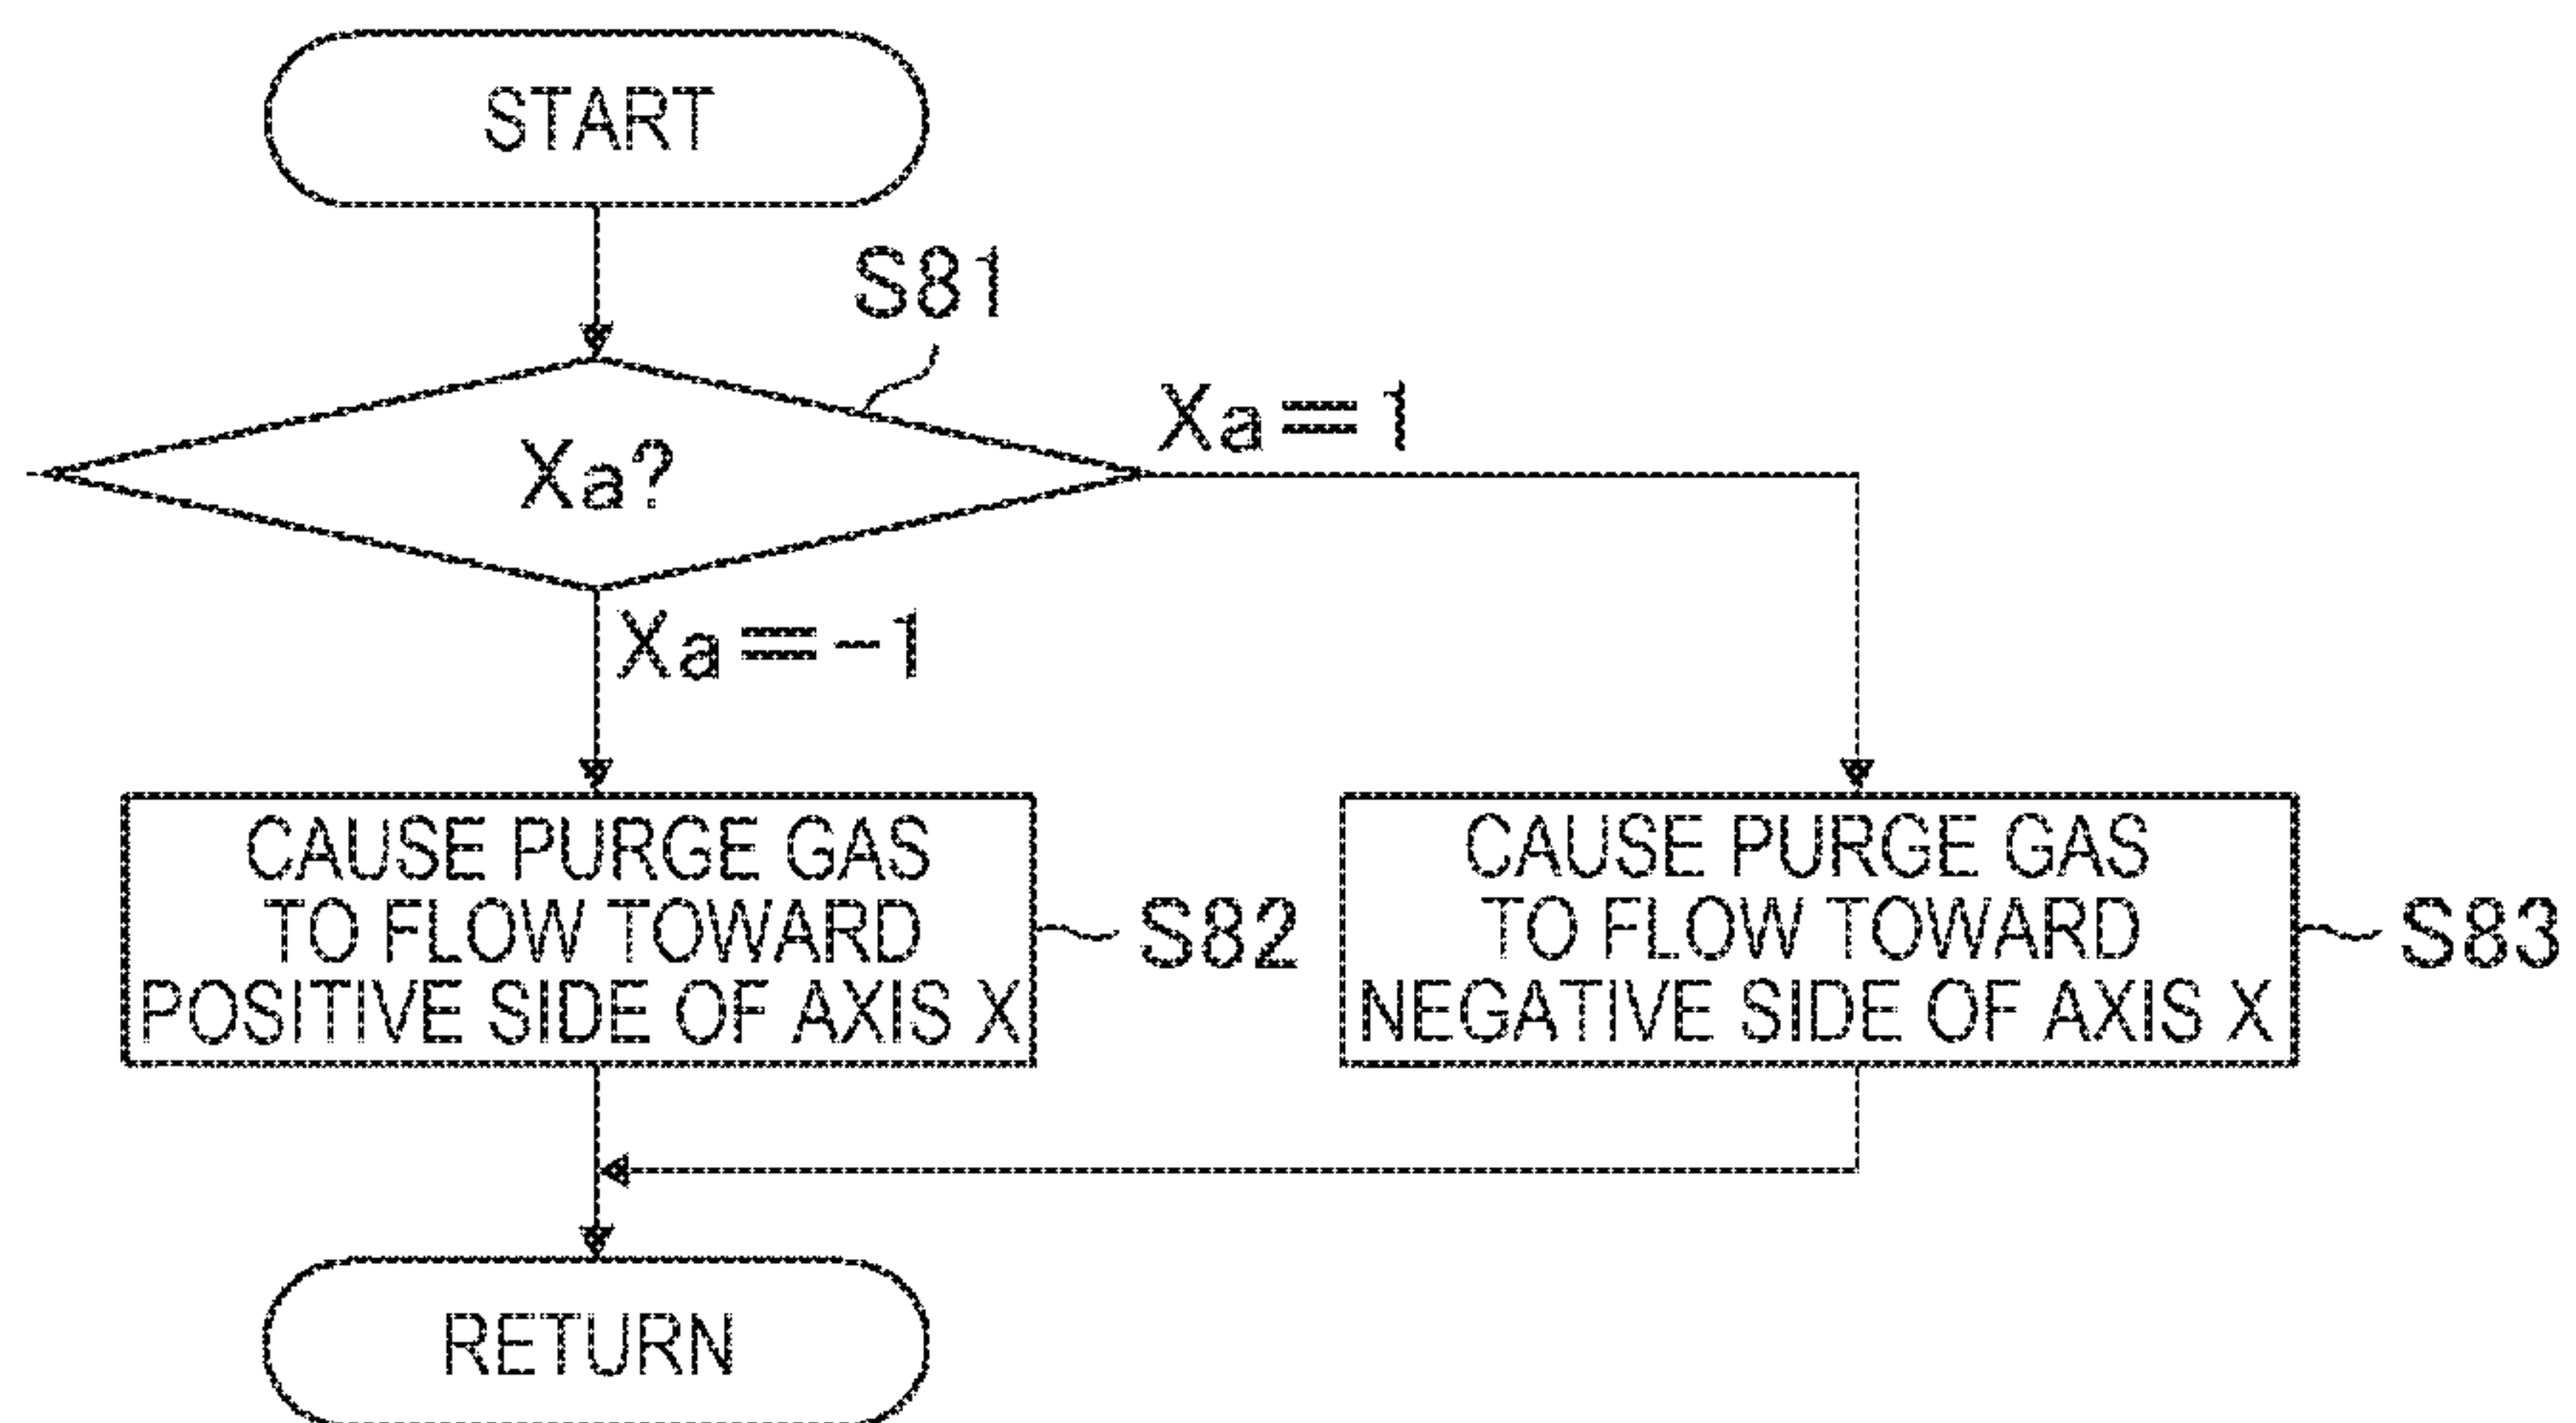 START
S81
Xa?
Xa==1
Xa==-1
CAUSE PURGE GAS
TO FLOW TOWARD
POSITIVE SIDE OF AXIS X
S82
CAUSE PURGE GAS
TO FLOW TOWARD
NEGATIVE SIDE OF AXIS X
S83
RETURN